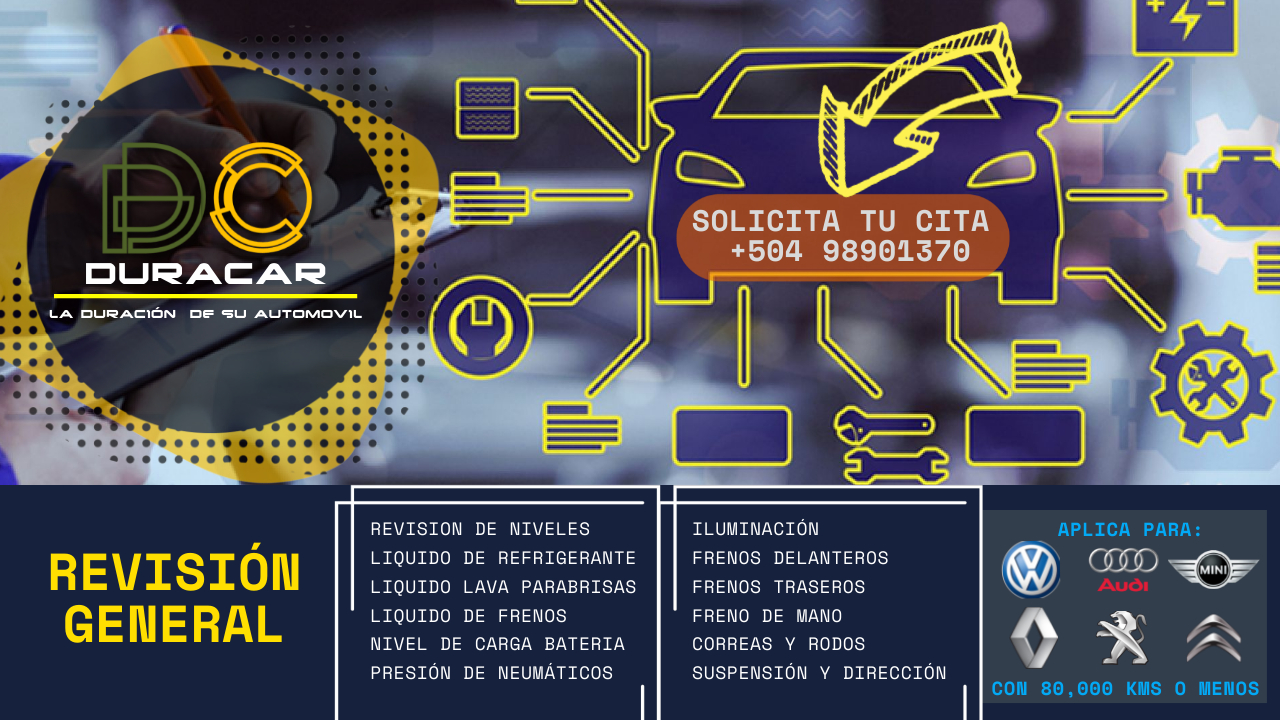 DC
DURACAR
LA DURACIÓN DE SU AUTOMOVIL
SOLICITA TU CITA
+504 98901370
REVISIÓN
GENERAL
REVISION DE NIVELES
LIQUIDO DE REFRIGERANTE
LIQUIDO LAVA PARABRISAS
LIQUIDO DE FRENOS
NIVEL DE CARGA BATERIA
PRESIÓN DE NEUMÁTICOS
ILUMINACIÓN
FRENOS DELANTEROS
FRENOS TRASEROS
FRENO DE MANO
CORREAS Y RODOS
SUSPENSIÓN Y DIRECCIÓN
APLICA PARA:
VW
Audi
MINI
CON 80,000 KMS O MENOS